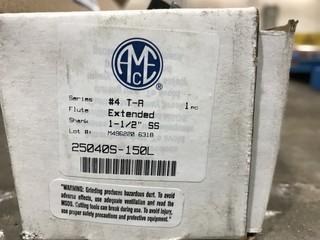 AMEC ®
Series #4 T-A 1 PC
Flute Extended
Shank 1-1/2" SS
Lot #: M496220 6318
25040S-150L
"WARNING: Grinding produces hazardous dust. To avoid
adverse effects, use adequate ventilation and read the
MSDS. Cutting tools can break during use. To avoid injury,
use proper safety precautions and protective equipment."